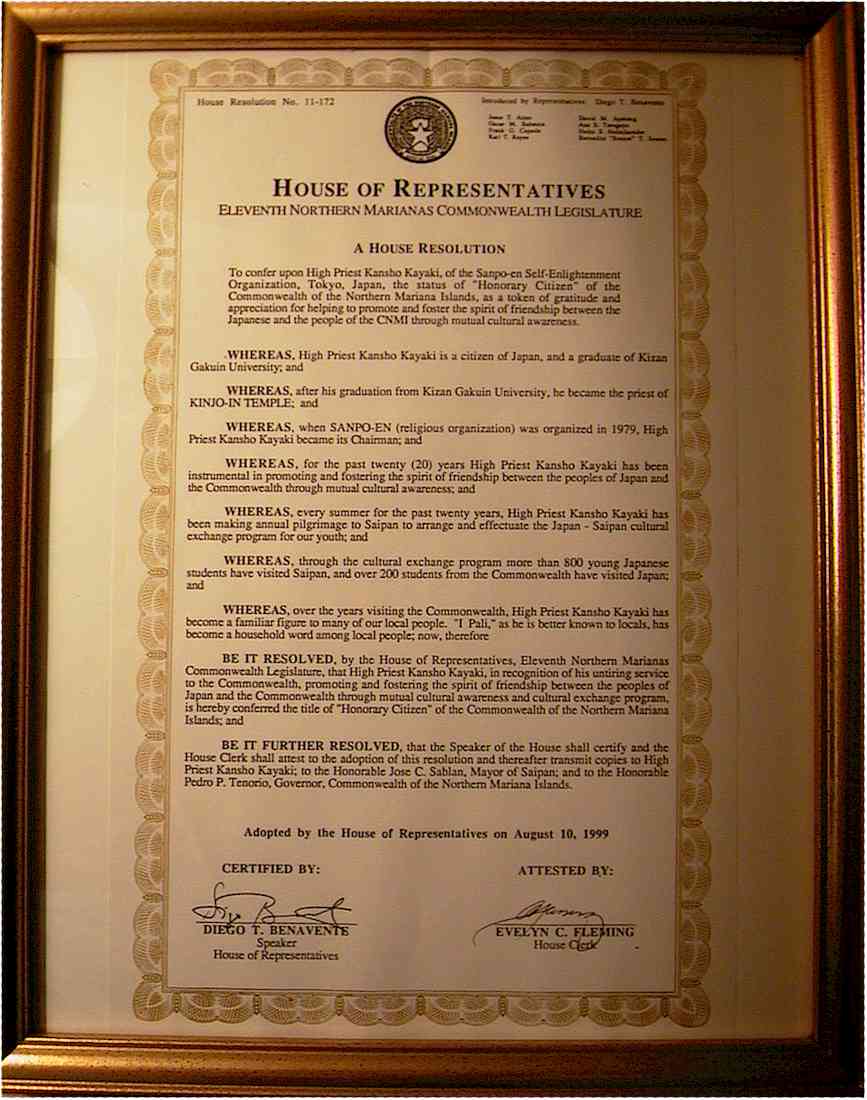 House Resolution No. 11-172
Introduced by Representatives: Diego T. Benavente
HOUSE OF REPRESENTATIVES
ELEVENTH NORTHERN MARIANAS COMMONWEALTH LEGISLATURE
A HOUSE RESOLUTION
To confer upon High Priest Kansho Kayaki, of the Sanpo-en Self-Enlightenment
Organization, Tokyo, Japan, the status of "Honorary Citizen" of the
Commonwealth of the Northern Mariana Islands, as a token of gratitude and
appreciation for helping to promote and foster the spirit of friendship between the
Japanese and the people of the CNMI through mutual cultural awareness.
WHEREAS, High Priest Kansho Kayaki is a citizen of Japan, and a graduate of Kizan
Gakuin University; and
WHEREAS, after his graduation from Kizan Gakuin University, he became the priest of
KINJO-IN TEMPLE; and
WHEREAS, when SANPO-EN (religious organization) was organized in 1979, High
Priest Kansho Kayaki became its Chairman; and
WHEREAS, for the past twenty (20) years High Priest Kansho Kayaki has been
instrumental in promoting and fostering the spirit of friendship between the peoples of Japan and
the Commonwealth through mutual cultural awareness; and
WHEREAS, every summer for the past twenty years, High Priest Kansho Kayaki has
been making annual pilgrimage to Saipan to arrange and effectuate the Japan - Saipan cultural
exchange program for our youth; and
WHEREAS, through the cultural exchange program more than 800 young Japanese
students have visited Saipan, and over 200 students from the Commonwealth have visited Japan;
and
WHEREAS, over the years visiting the Commonwealth, High Priest Kansho Kayaki has
become a familiar figure to many of our local people. "I Pali," as he is better known to locals, has
become a household word among local people; now, therefore
BE IT RESOLVED, by the House of Representatives, Eleventh Northern Marianas
Commonwealth Legislature, that High Priest Kansho Kayaki, in recognition of his untiring service
to the Commonwealth, promoting and fostering the spirit of friendship between the peoples of
Japan and the Commonwealth through mutual cultural awareness and cultural exchange program,
is hereby conferred the title of "Honorary Citizen" of the Commonwealth of the Northern Mariana
Islands; and
BE IT FURTHER RESOLVED, that the Speaker of the House shall certify and the
House Clerk shall attest to the adoption of this resolution and thereafter transmit copies to High
Priest Kansho Kayaki; to the Honorable Jose C. Sablan, Mayor of Saipan; and to the Honorable
Pedro P. Tenorio, Governor, Commonwealth of the Northern Mariana Islands.
Adopted by the House of Representatives on August 10, 1999
CERTIFIED BY:
ATTESTED BY:
DIEGO T. BENAVENTE
Speaker
House of Representatives
EVELYN C. FLEMING
House Clerk